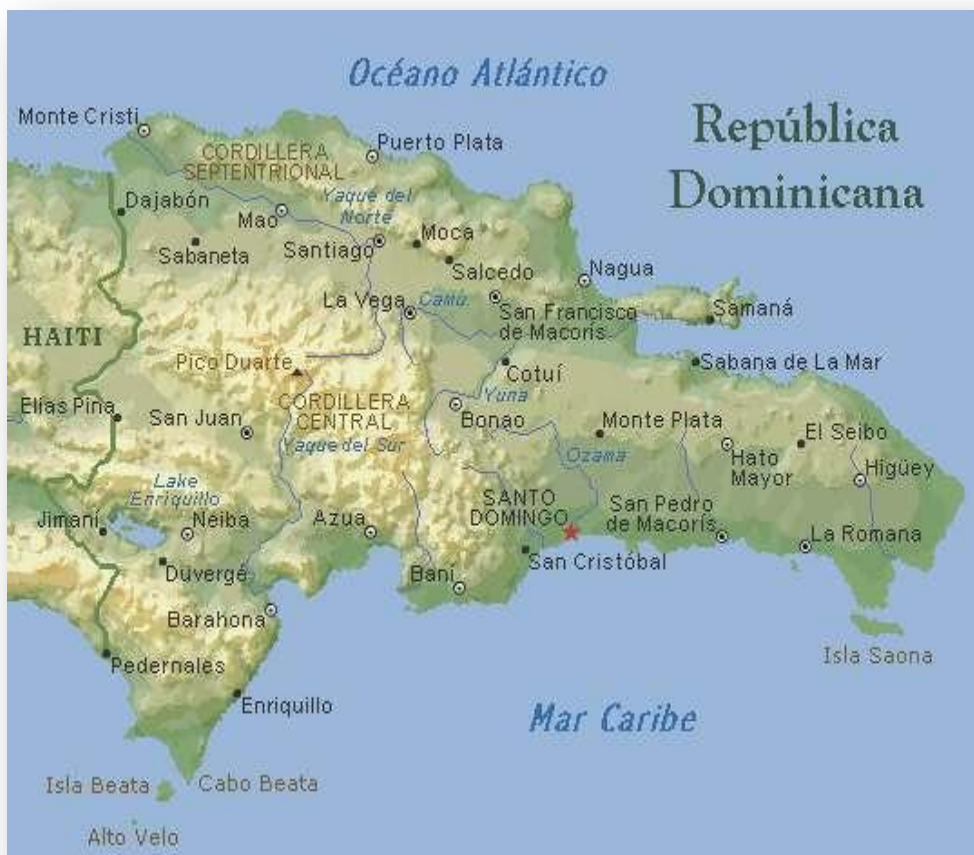 Océano Atlántico
República
Dominicana
Monte Cristi
Puerto Plata
CORDILLERA
SEPTENTRIONAL
Yaque del
Norte
Dajabón
Mao
Sabaneta
Santiago
Moca
Salcedo
Nagua
La Vega
Camú
San Francisco
de Macorís
Samaná
HAITI
Pico Duarte
Cotuí
Sabana de La Mar
Elías Pina
San Juan
CORDILLERA
CENTRAL
Yaque del Sur
Yuna
Bonao
Monte Plata
El Seibo
Ozama
Hato
Mayor
Higüey
Lake
Enriquillo
Jimaní
Neiba
Azua
SANTO
DOMINGO
San Pedro
de Macorís
La Romana
Duvergé
San Cristóbal
Baní
Barahona
Isla Saona
Pedernales
Enriquillo
Mar Caribe
Isla Beata
Cabo Beata
Alto Velo